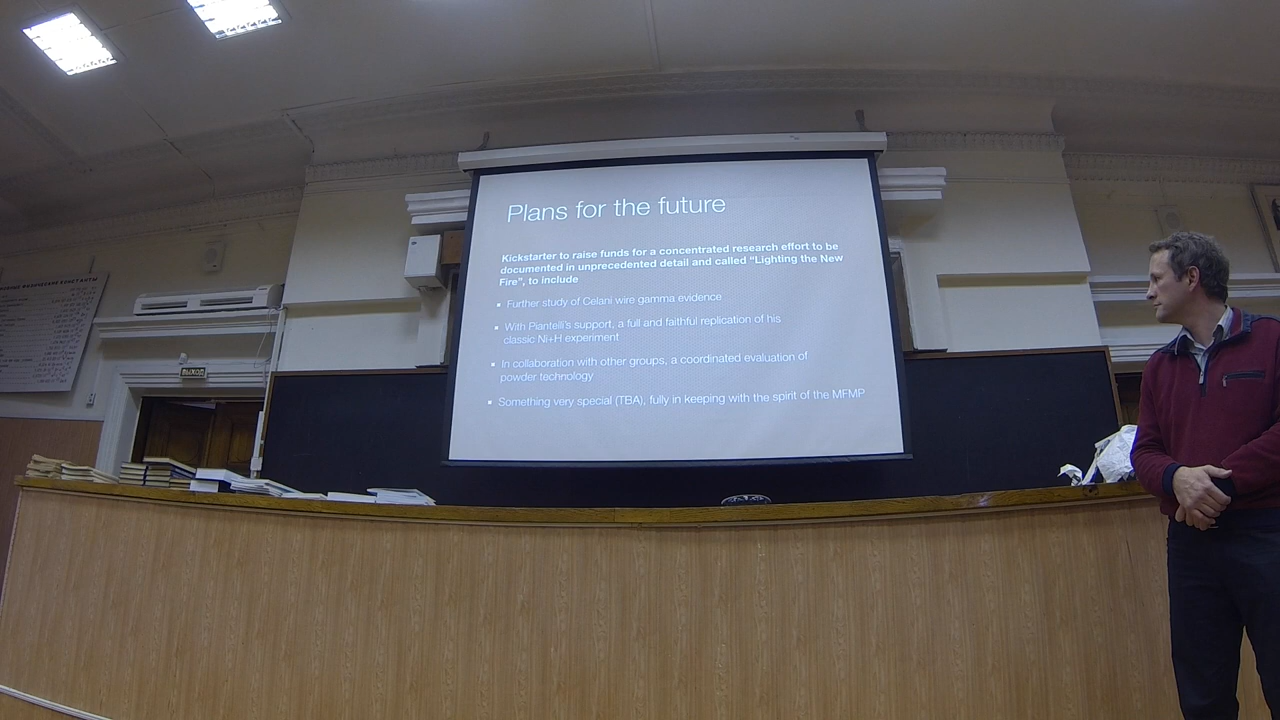 Plans for the future
Kickstarter to raise funds for a concentrated research effort to be
documented in unprecedented detail and called “Lighting the New
Fire”, to include
Further study of Celani wire gamma evidence
With Piantelli’s support, a full and faithful replication of his
classic Ni+H experiment
In collaboration with other groups, a coordinated evaluation of
powder technology
Something very special (TBA), fully in keeping with the spirit of the MFMP
ФИЗИЧЕСКИЕ КОНСТАНТЫ
ВЫХОД